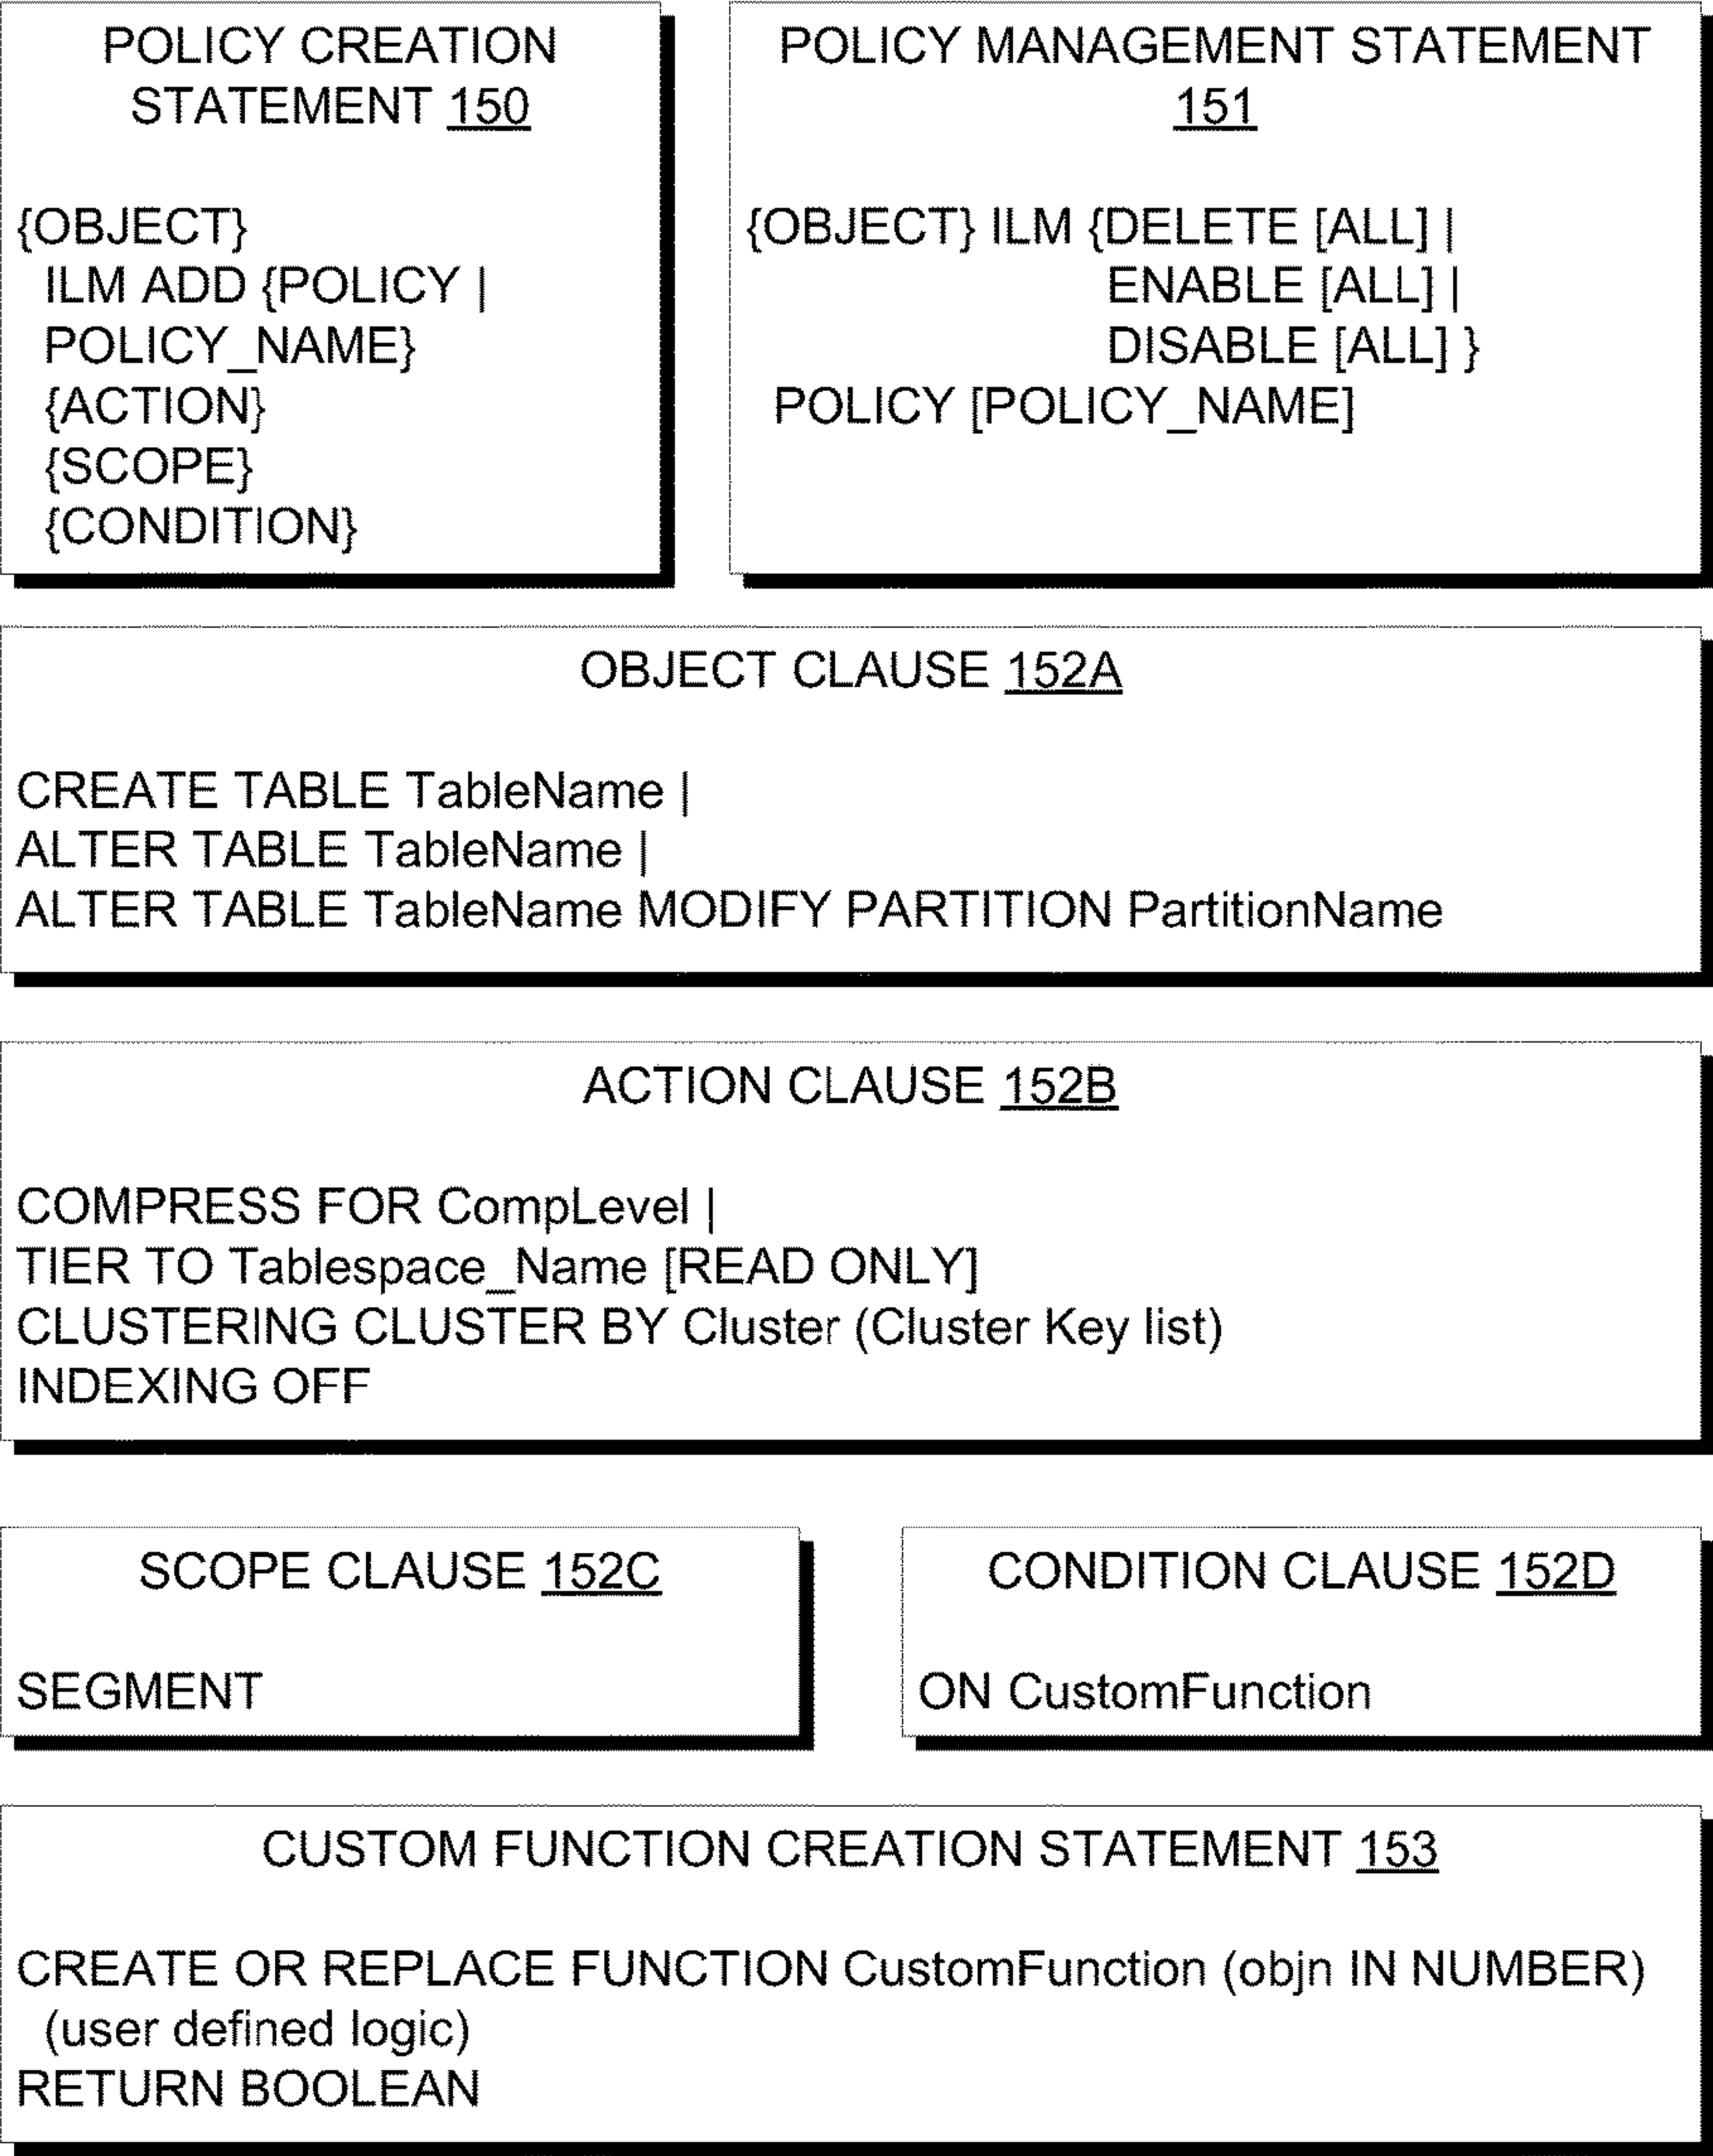 POLICY CREATION
STATEMENT 150
{OBJECT}
ILM ADD {POLICY |
POLICY_NAME}
{ACTION}
{SCOPE}
{CONDITION}
POLICY MANAGEMENT STATEMENT
151
{OBJECT} ILM {DELETE [ALL] |
ENABLE [ALL] |
DISABLE [ALL] }
POLICY [POLICY_NAME]
OBJECT CLAUSE 152A
CREATE TABLE TableName |
ALTER TABLE TableName |
ALTER TABLE TableName MODIFY PARTITION PartitionName
ACTION CLAUSE 152B
COMPRESS FOR CompLevel |
TIER TO Tablespace_Name [READ ONLY]
CLUSTERING CLUSTER BY Cluster (Cluster Key list)
INDEXING OFF
SCOPE CLAUSE 152C
SEGMENT
CONDITION CLAUSE 152D
ON CustomFunction
CUSTOM FUNCTION CREATION STATEMENT 153
CREATE OR REPLACE FUNCTION CustomFunction (objn IN NUMBER)
(user defined logic)
RETURN BOOLEAN